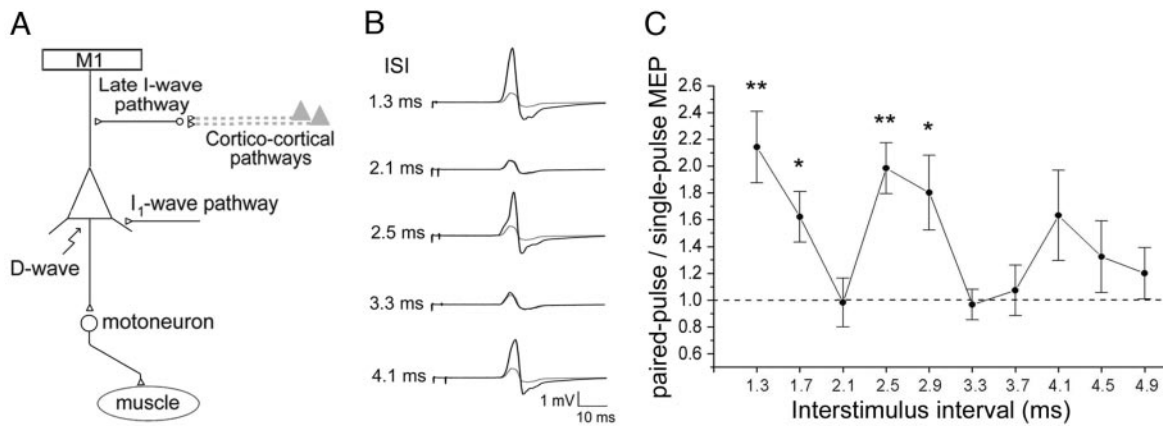 A
M1
Late I-wave
pathway
Cortico-cortical
pathways
I₁-wave pathway
D-wave
motoneuron
muscle
B
ISI
1.3 ms
2.1 ms
2.5 ms
3.3 ms
4.1 ms
1 mV
10 ms
C
paired-pulse / single-pulse MEP
2.6
2.4
2.2
2.0
1.8
1.6
1.4
1.2
1.0
0.8
0.6
**
*
**
*
1.3 1.7 2.1 2.5 2.9 3.3 3.7 4.1 4.5 4.9
Interstimulus interval (ms)